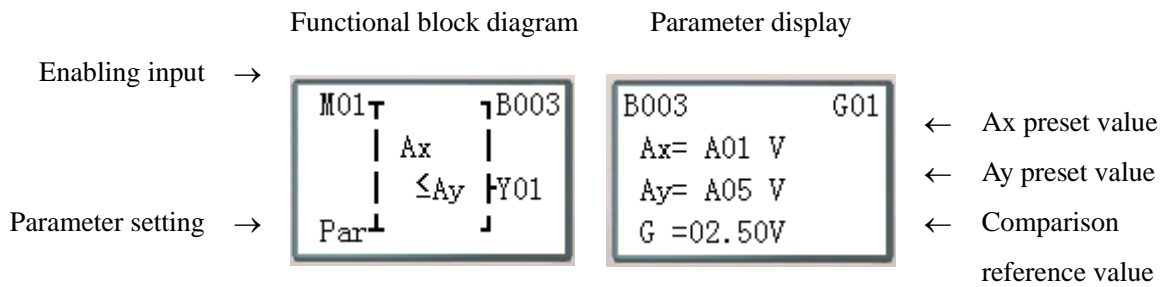 Functional block diagram
Parameter display
Enabling input →
M01 B003
Ax
≤Ay Y01
Par
Parameter setting →
B003 G01
Ax= A01 V
Ay= A05 V
G =02.50V
← Ax preset value
← Ay preset value
← Comparison
reference value